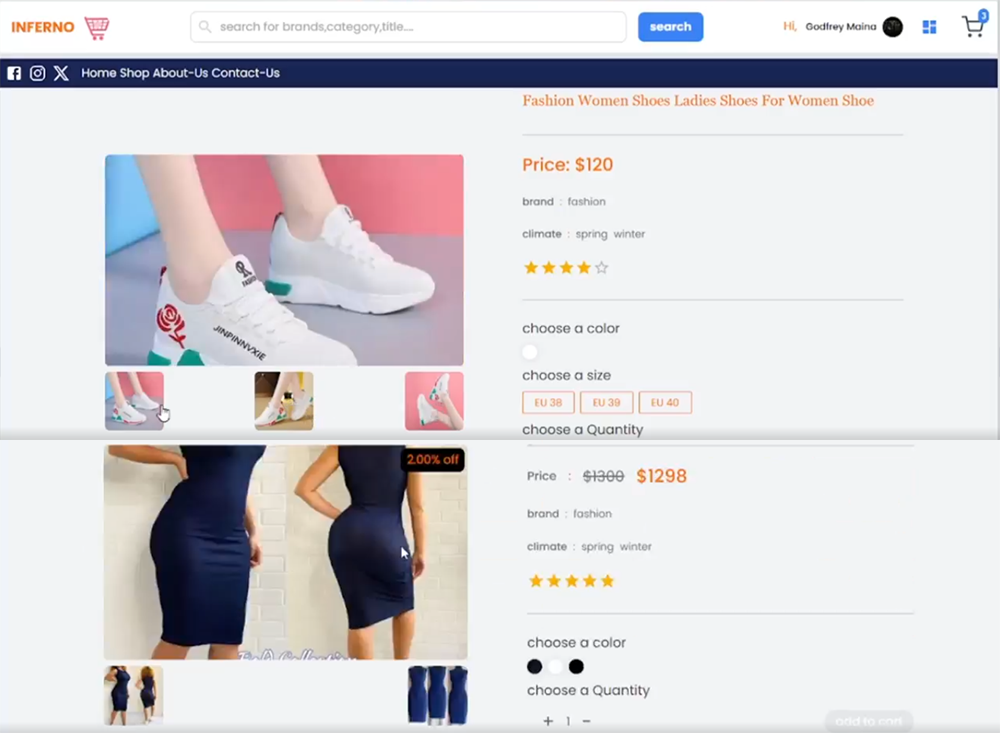 INFERNO
search for brands,category,title....
search
Hi, Godfrey Maina
3
Home Shop About-Us Contact-Us
Fashion Women Shoes Ladies Shoes For Women Shoe
Price: $120
brand : fashion
climate : spring winter
FASHION
JINPINNVXIE
choose a color
choose a size
EU 38 EU 39 EU 40
choose a Quantity
2.00% off
Price : $1300 $1298
brand : fashion
climate : spring winter
choose a color
choose a Quantity
+ 1 -
add to cart